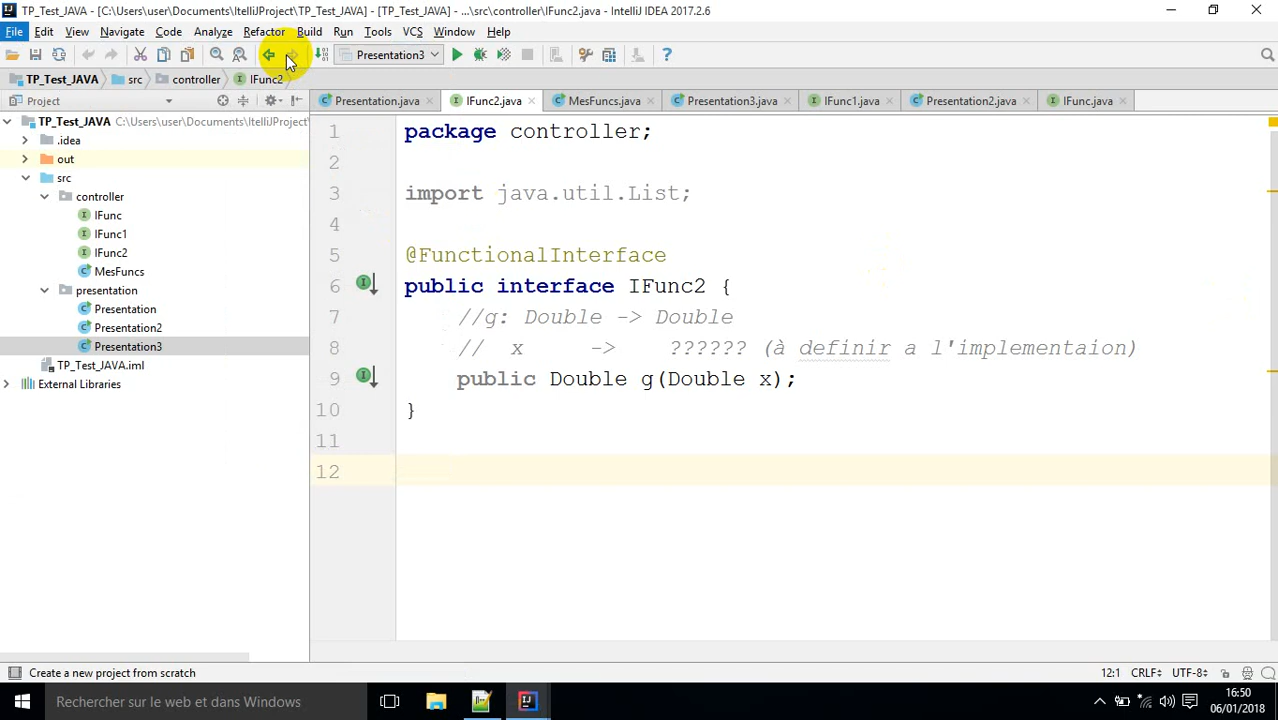 TP_Test_JAVA - [C:\Users\user\Documents\ItelliJProject\TP_Test_JAVA] - [TP_Test_JAVA] - ...\src\controller\IFunc2.java - IntelliJ IDEA 2017.2.6
File Edit View Navigate Code Analyze Refactor Build Run Tools VCS Window Help
Presentation3
TP_Test_JAVA src controller IFunc2
Project
Presentation.java IFunc2.java MesFuncs.java Presentation3.java IFunc1.java Presentation2.java IFunc.java
TP_Test_JAVA C:\Users\user\Documents\ItelliJProject\
.idea
out
src
controller
IFunc
IFunc1
IFunc2
MesFuncs
presentation
Presentation
Presentation2
Presentation3
TP_Test_JAVA.iml
External Libraries
1 package controller;
2
3 import java.util.List;
4
5 @FunctionalInterface
6 public interface IFunc2 {
7 //g: Double -> Double
8 // x -> ?????? (à definir a l'implementaion)
9 public Double g(Double x);
10 }
11
12
Create a new project from scratch
12:1 CRLF UTF-8
Rechercher sur le web et dans Windows
16:50
06/01/2018